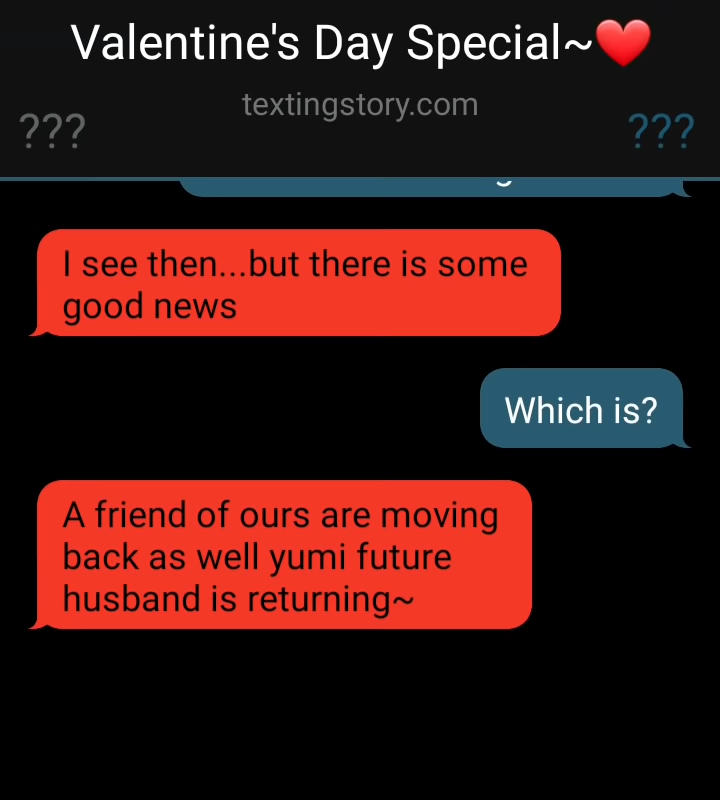 Valentine's Day Special~❤️
textingstory.com
??? ???
I see then...but there is some
good news
Which is?
A friend of ours are moving
back as well yumi future
husband is returning~